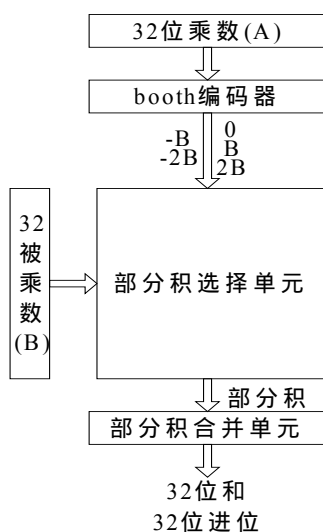 32位乘数(A)
booth编码器
-B 0
-2B B
2B
32
被
乘
数
(B)
部分积选择单元
部分积
部分积合并单元
32位和
32位进位